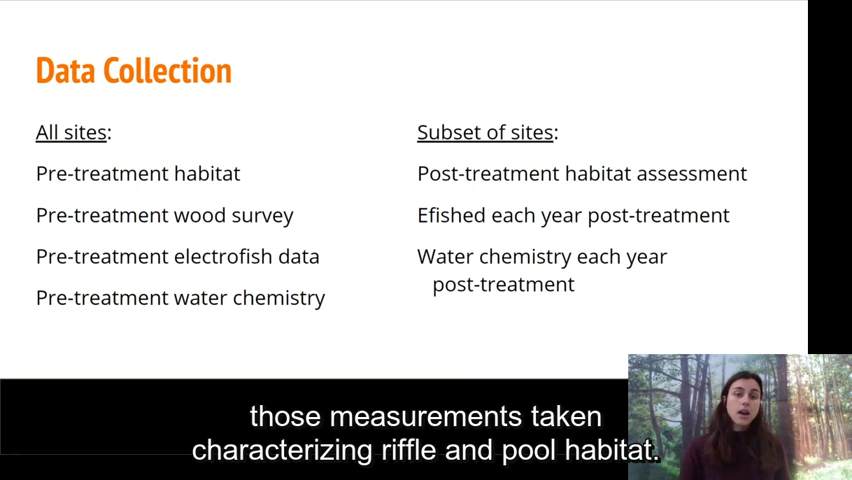 Data Collection
All sites:
Pre-treatment habitat
Pre-treatment wood survey
Pre-treatment electrofish data
Pre-treatment water chemistry
Subset of sites:
Post-treatment habitat assessment
Efished each year post-treatment
Water chemistry each year
post-treatment
those measurements taken
characterizing riffle and pool habitat.